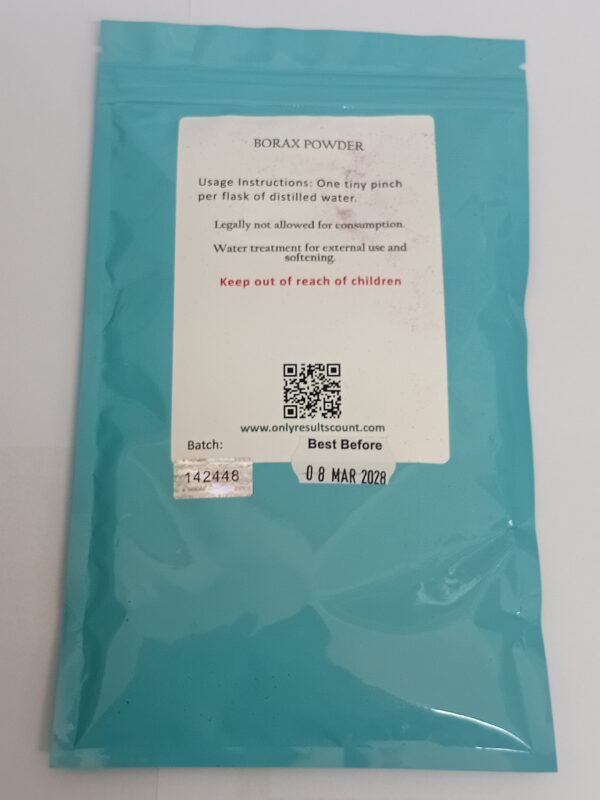 BORAX POWDER
Usage Instructions: One tiny pinch
per flask of distilled water.
Legally not allowed for consumption.
Water treatment for external use and
softening.
Keep out of reach of children
www.onlyresultscount.com
Batch:
142448
Best Before
08 MAR 2028